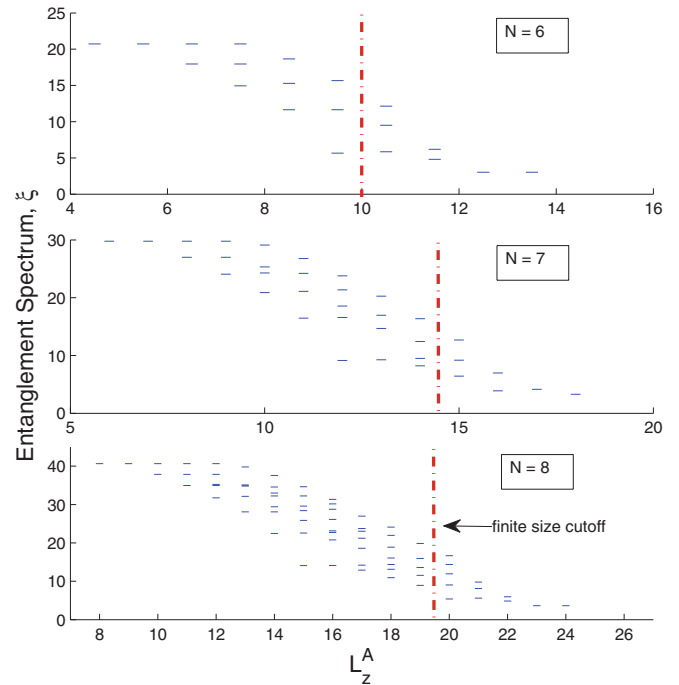 25
20
15
10
5
0
N = 6
4 6 8 10 12 14 16
Entanglement Spectrum, ξ
30
20
10
0
N = 7
5 10 15 20
40
30
20
10
0
N = 8
finite size cutoff
8 10 12 14 16 18 20 22 24 26
L_z^A